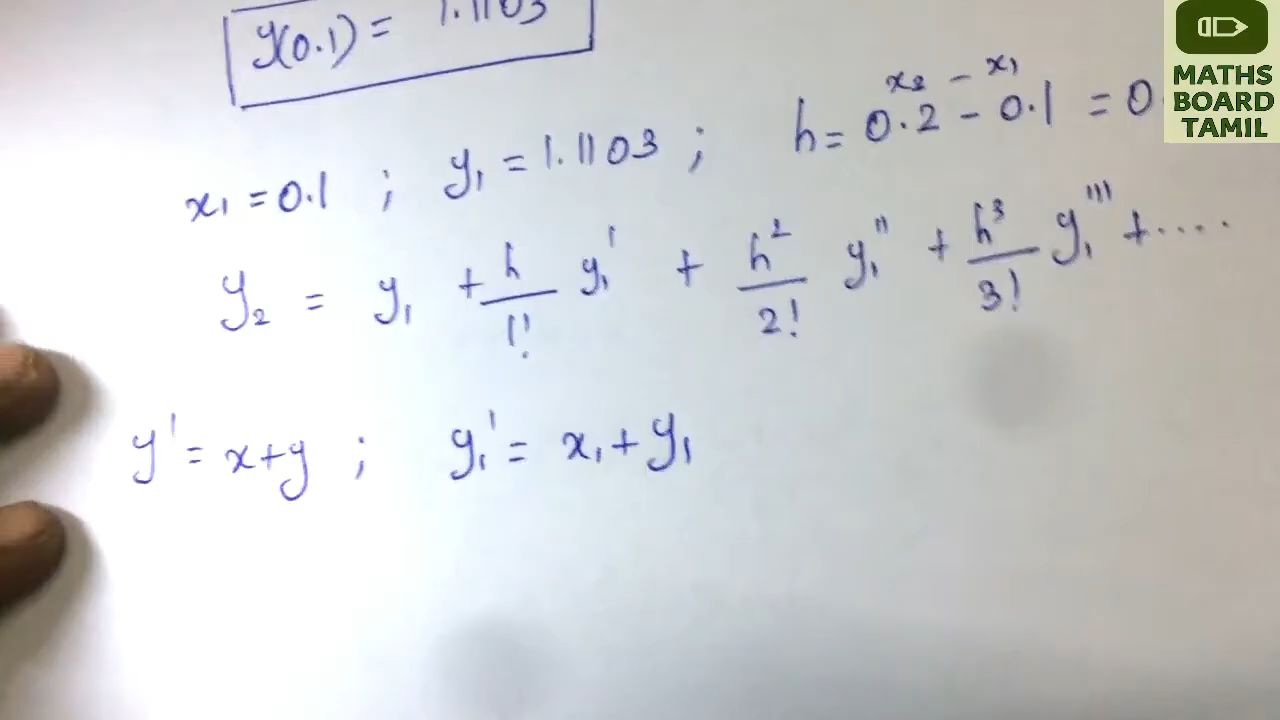 y(0.1) = 1.1103
MATHS
BOARD
TAMIL
x₂ - x₁
x₁ = 0.1 ; y₁ = 1.1103 ; h = 0.2 - 0.1 = 0.
y₂ = y₁ + h/1! y₁' + h²/2! y₁'' + h³/3! y₁''' + ....
y' = x+y ; y₁' = x₁ + y₁